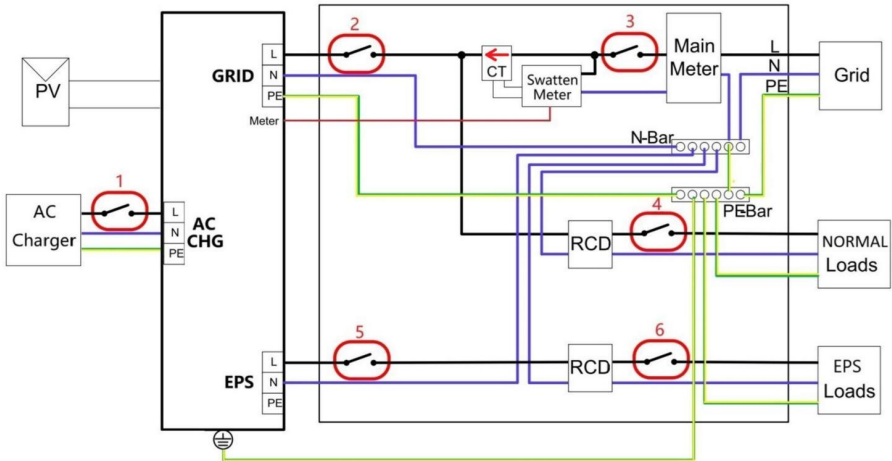 2
3
L
GRID
N
PE
Meter
PV
CT
Swatten
Meter
Main
Meter
L
N
PE
Grid
N-Bar
PE-Bar
1
AC
Charger
L
N
PE
AC
CHG
RCD
4
NORMAL
Loads
5
6
L
EPS
N
PE
RCD
EPS
Loads